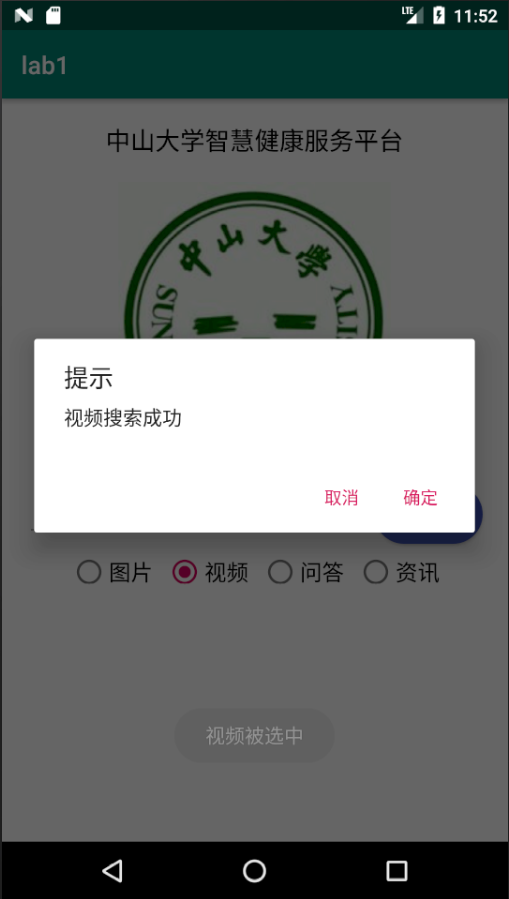 LTE 11:52
lab1
中山大学智慧健康服务平台
中山大學
SUN
ITY
提示
视频搜索成功
取消 确定
图片 视频 问答 资讯
视频被选中